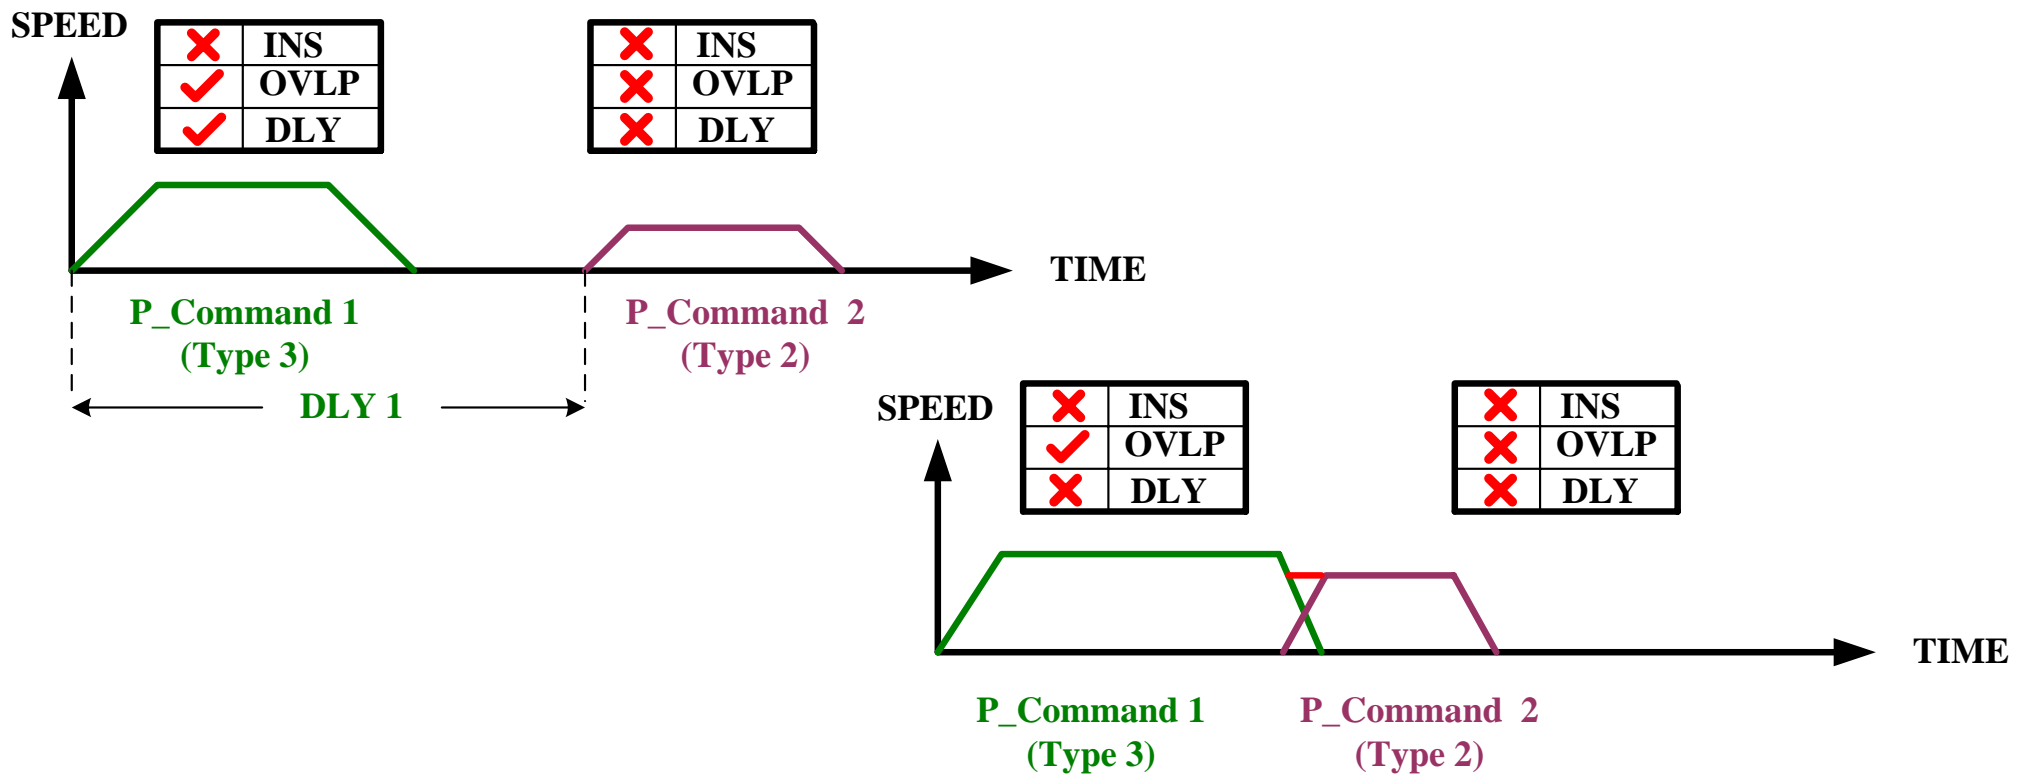 SPEED
INS
OVLP
DLY
INS
OVLP
DLY
TIME
P_Command 1
(Type 3)
P_Command 2
(Type 2)
DLY 1
SPEED
INS
OVLP
DLY
INS
OVLP
DLY
TIME
P_Command 1
(Type 3)
P_Command 2
(Type 2)